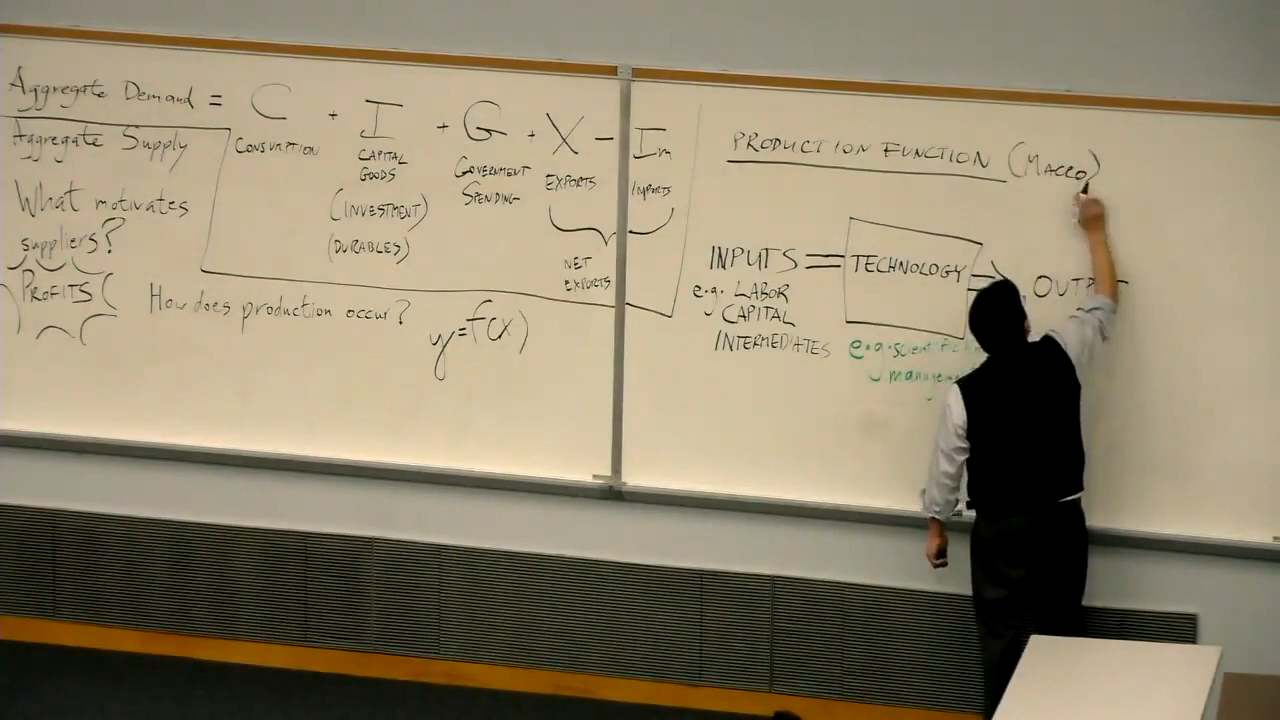 Aggregate Demand = C + I + G + X - Im
CONSUMPTION
CAPITAL
GOODS
(INVESTMENT)
(DURABLES)
GOVERNMENT
SPENDING
EXPORTS
IMPORTS
NET
EXPORTS
Aggregate Supply
What motivates
suppliers?
PROFITS
How does production occur?
y=f(x)
PRODUCTION FUNCTION (MACRO)
INPUTS
TECHNOLOGY
e.g. LABOR
CAPITAL
INTERMEDIATES
e.g. scientific